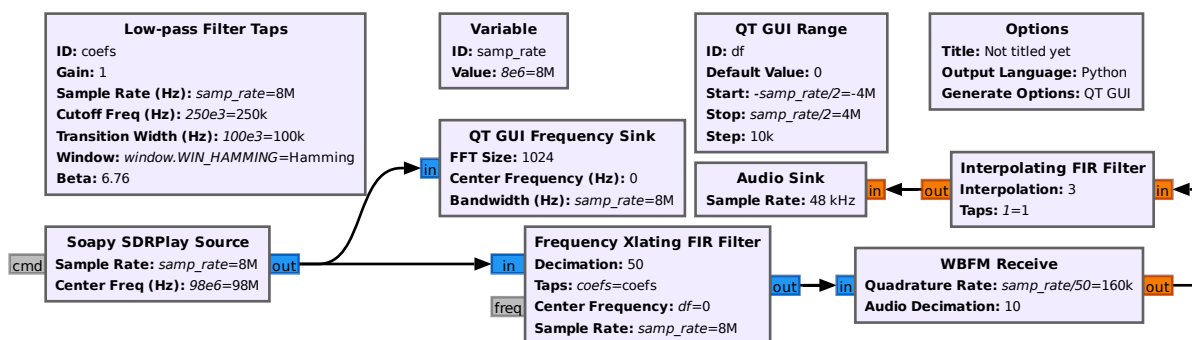 Low-pass Filter Taps
ID: coefs
Gain: 1
Sample Rate (Hz): samp_rate=8M
Cutoff Freq (Hz): 250e3=250k
Transition Width (Hz): 100e3=100k
Window: window.WIN_HAMMING=Hamming
Beta: 6.76
Variable
ID: samp_rate
Value: 8e6=8M
QT GUI Range
ID: df
Default Value: 0
Start: -samp_rate/2=-4M
Stop: samp_rate/2=4M
Step: 10k
Options
Title: Not titled yet
Output Language: Python
Generate Options: QT GUI
QT GUI Frequency Sink
FFT Size: 1024
Center Frequency (Hz): 0
Bandwidth (Hz): samp_rate=8M
in
Audio Sink
Sample Rate: 48 kHz
in
Interpolating FIR Filter
Interpolation: 3
Taps: 1=1
out
in
Soapy SDRPlay Source
Sample Rate: samp_rate=8M
Center Freq (Hz): 98e6=98M
cmd
out
Frequency Xlating FIR Filter
Decimation: 50
Taps: coefs=coefs
Center Frequency: df=0
Sample Rate: samp_rate=8M
in
freq
out
WBFM Receive
Quadrature Rate: samp_rate/50=160k
Audio Decimation: 10
in
out